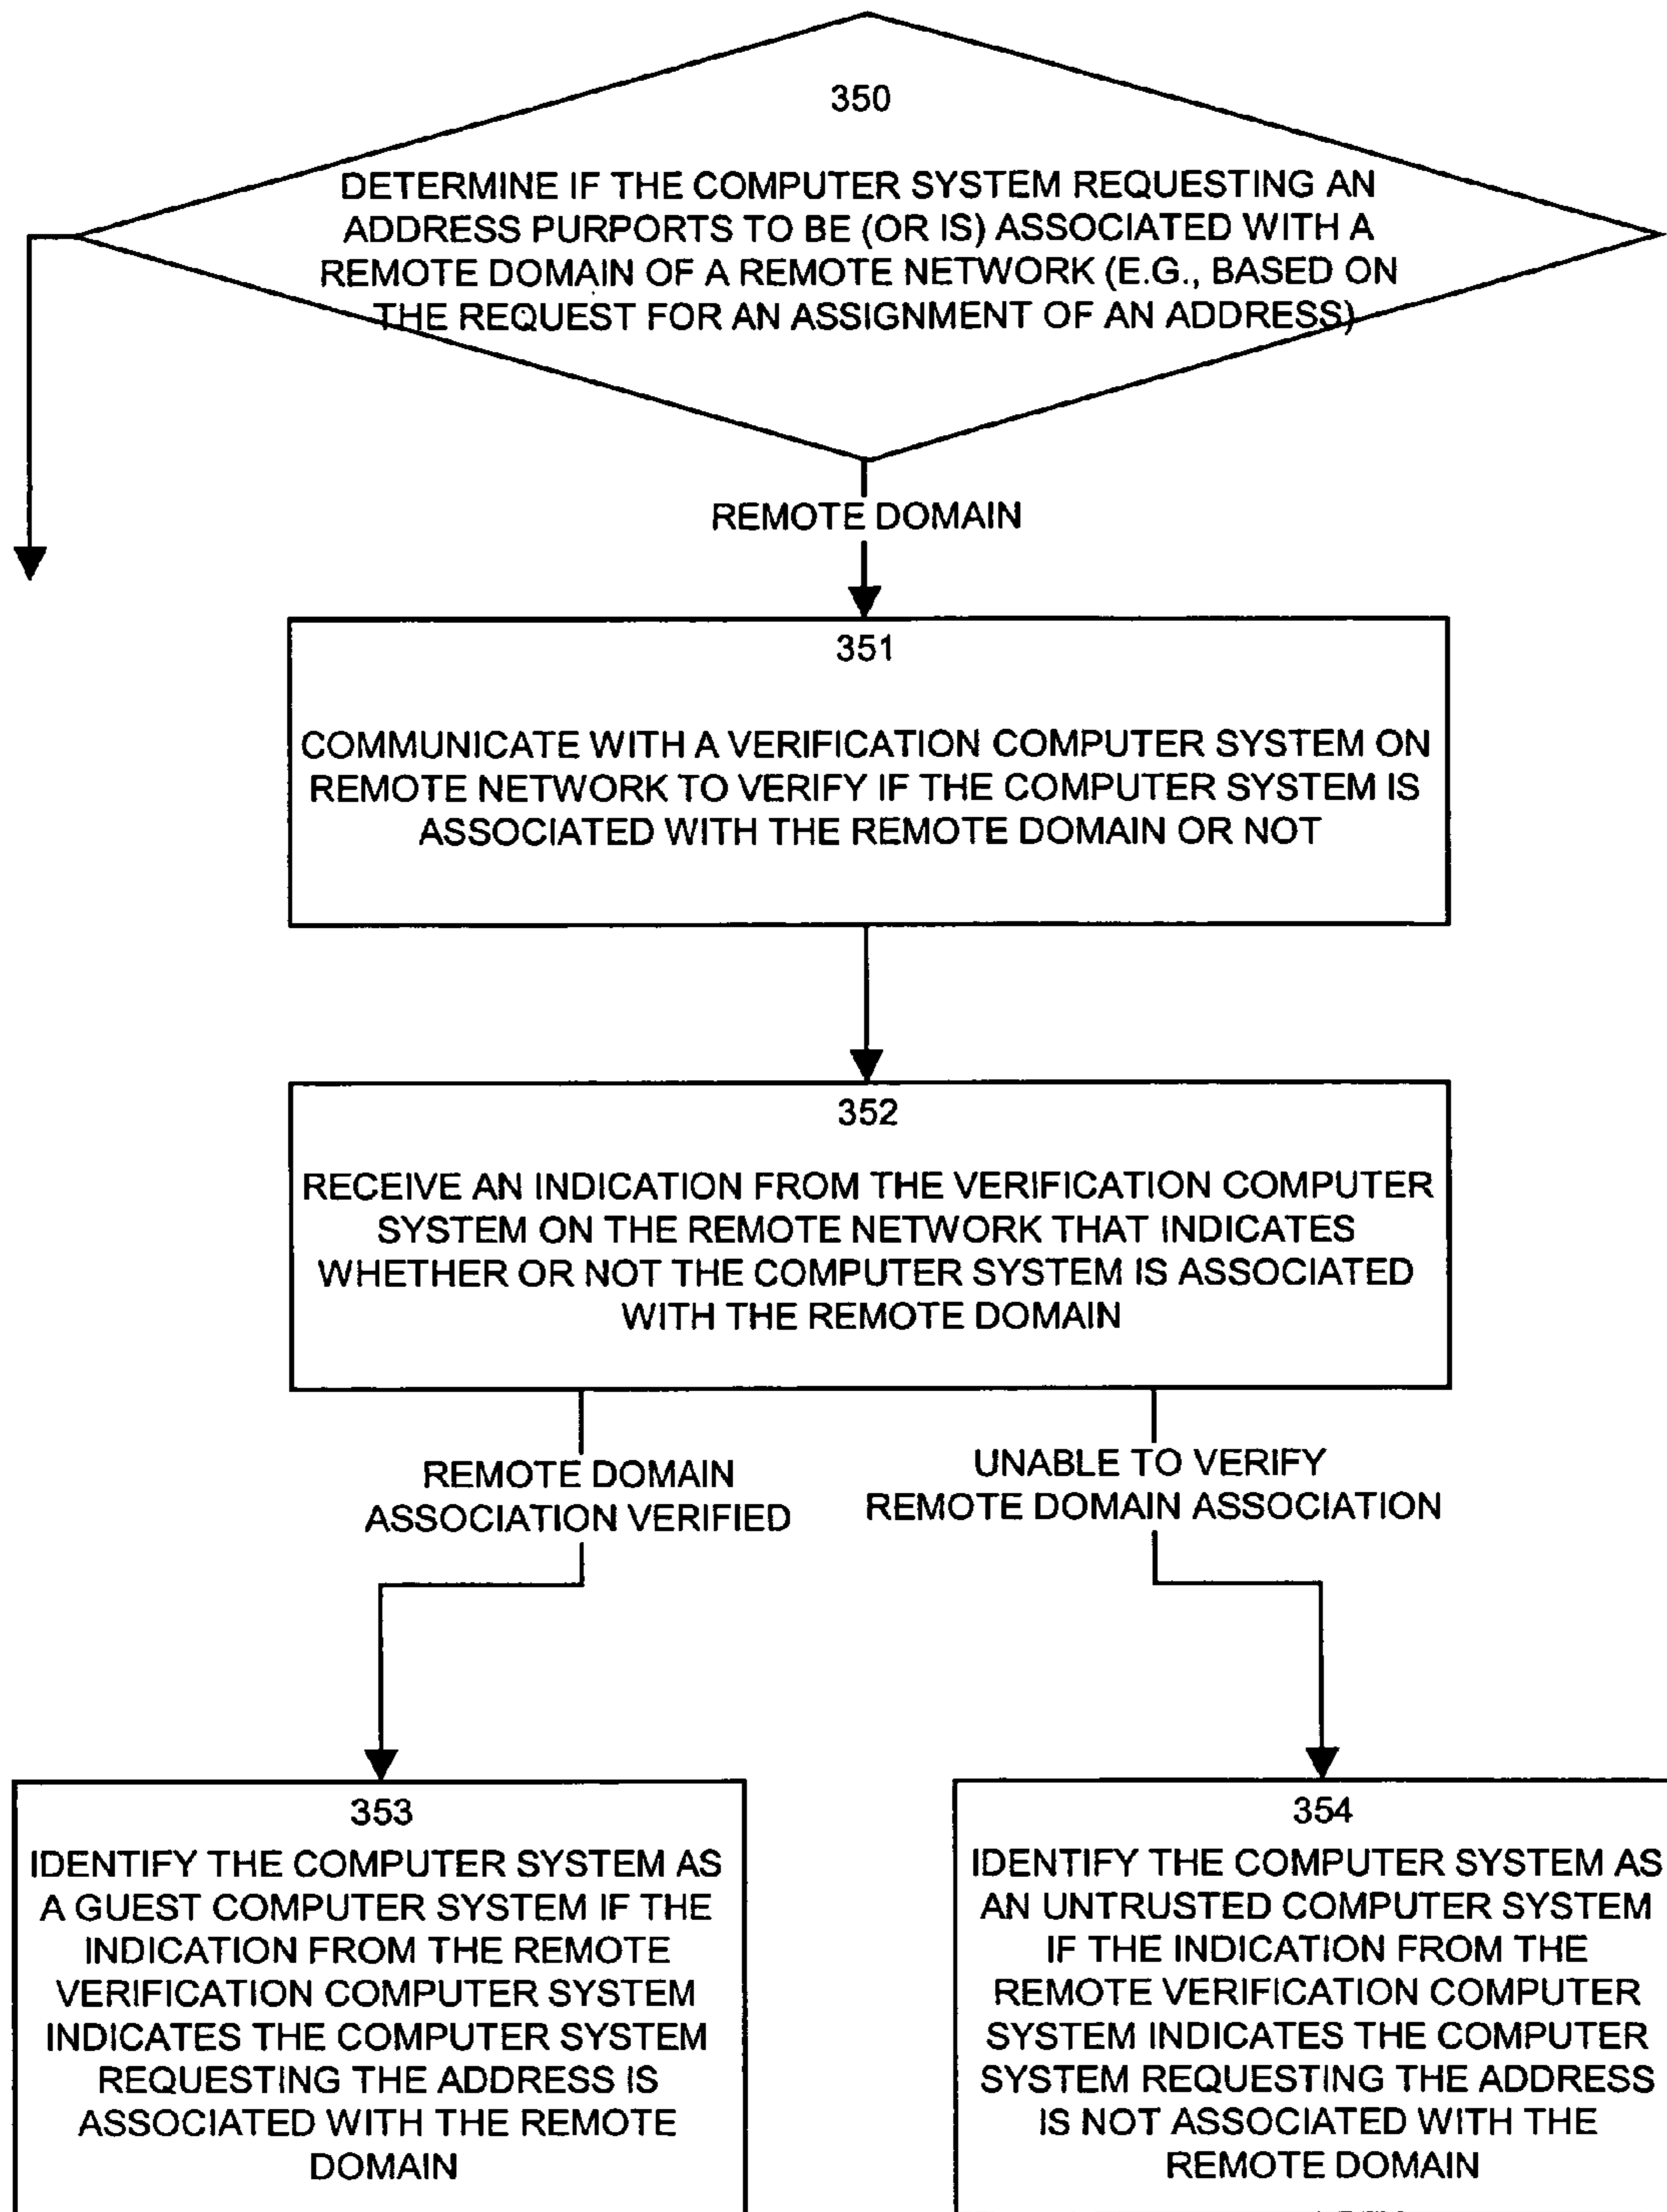 350
DETERMINE IF THE COMPUTER SYSTEM REQUESTING AN
ADDRESS PURPORTS TO BE (OR IS) ASSOCIATED WITH A
REMOTE DOMAIN OF A REMOTE NETWORK (E.G., BASED ON
THE REQUEST FOR AN ASSIGNMENT OF AN ADDRESS)
REMOTE DOMAIN
351
COMMUNICATE WITH A VERIFICATION COMPUTER SYSTEM ON
REMOTE NETWORK TO VERIFY IF THE COMPUTER SYSTEM IS
ASSOCIATED WITH THE REMOTE DOMAIN OR NOT
352
RECEIVE AN INDICATION FROM THE VERIFICATION COMPUTER
SYSTEM ON THE REMOTE NETWORK THAT INDICATES
WHETHER OR NOT THE COMPUTER SYSTEM IS ASSOCIATED
WITH THE REMOTE DOMAIN
REMOTE DOMAIN
ASSOCIATION VERIFIED
UNABLE TO VERIFY
REMOTE DOMAIN ASSOCIATION
353
IDENTIFY THE COMPUTER SYSTEM AS
A GUEST COMPUTER SYSTEM IF THE
INDICATION FROM THE REMOTE
VERIFICATION COMPUTER SYSTEM
INDICATES THE COMPUTER SYSTEM
REQUESTING THE ADDRESS IS
ASSOCIATED WITH THE REMOTE
DOMAIN
354
IDENTIFY THE COMPUTER SYSTEM AS
AN UNTRUSTED COMPUTER SYSTEM
IF THE INDICATION FROM THE
REMOTE VERIFICATION COMPUTER
SYSTEM INDICATES THE COMPUTER
SYSTEM REQUESTING THE ADDRESS
IS NOT ASSOCIATED WITH THE
REMOTE DOMAIN